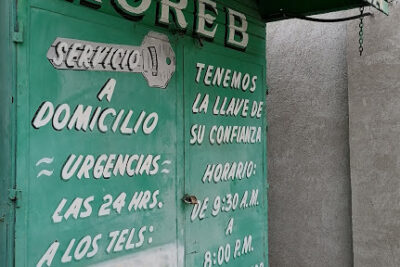 SERVICIO
A
DOMICILIO
~ URGENCIAS ~
LAS 24 HRS.
A LOS TELS:
TENEMOS
LA LLAVE DE
SU CONFIANZA
HORARIO:
DE 9:30 A.M.
A
8:00 P.M.